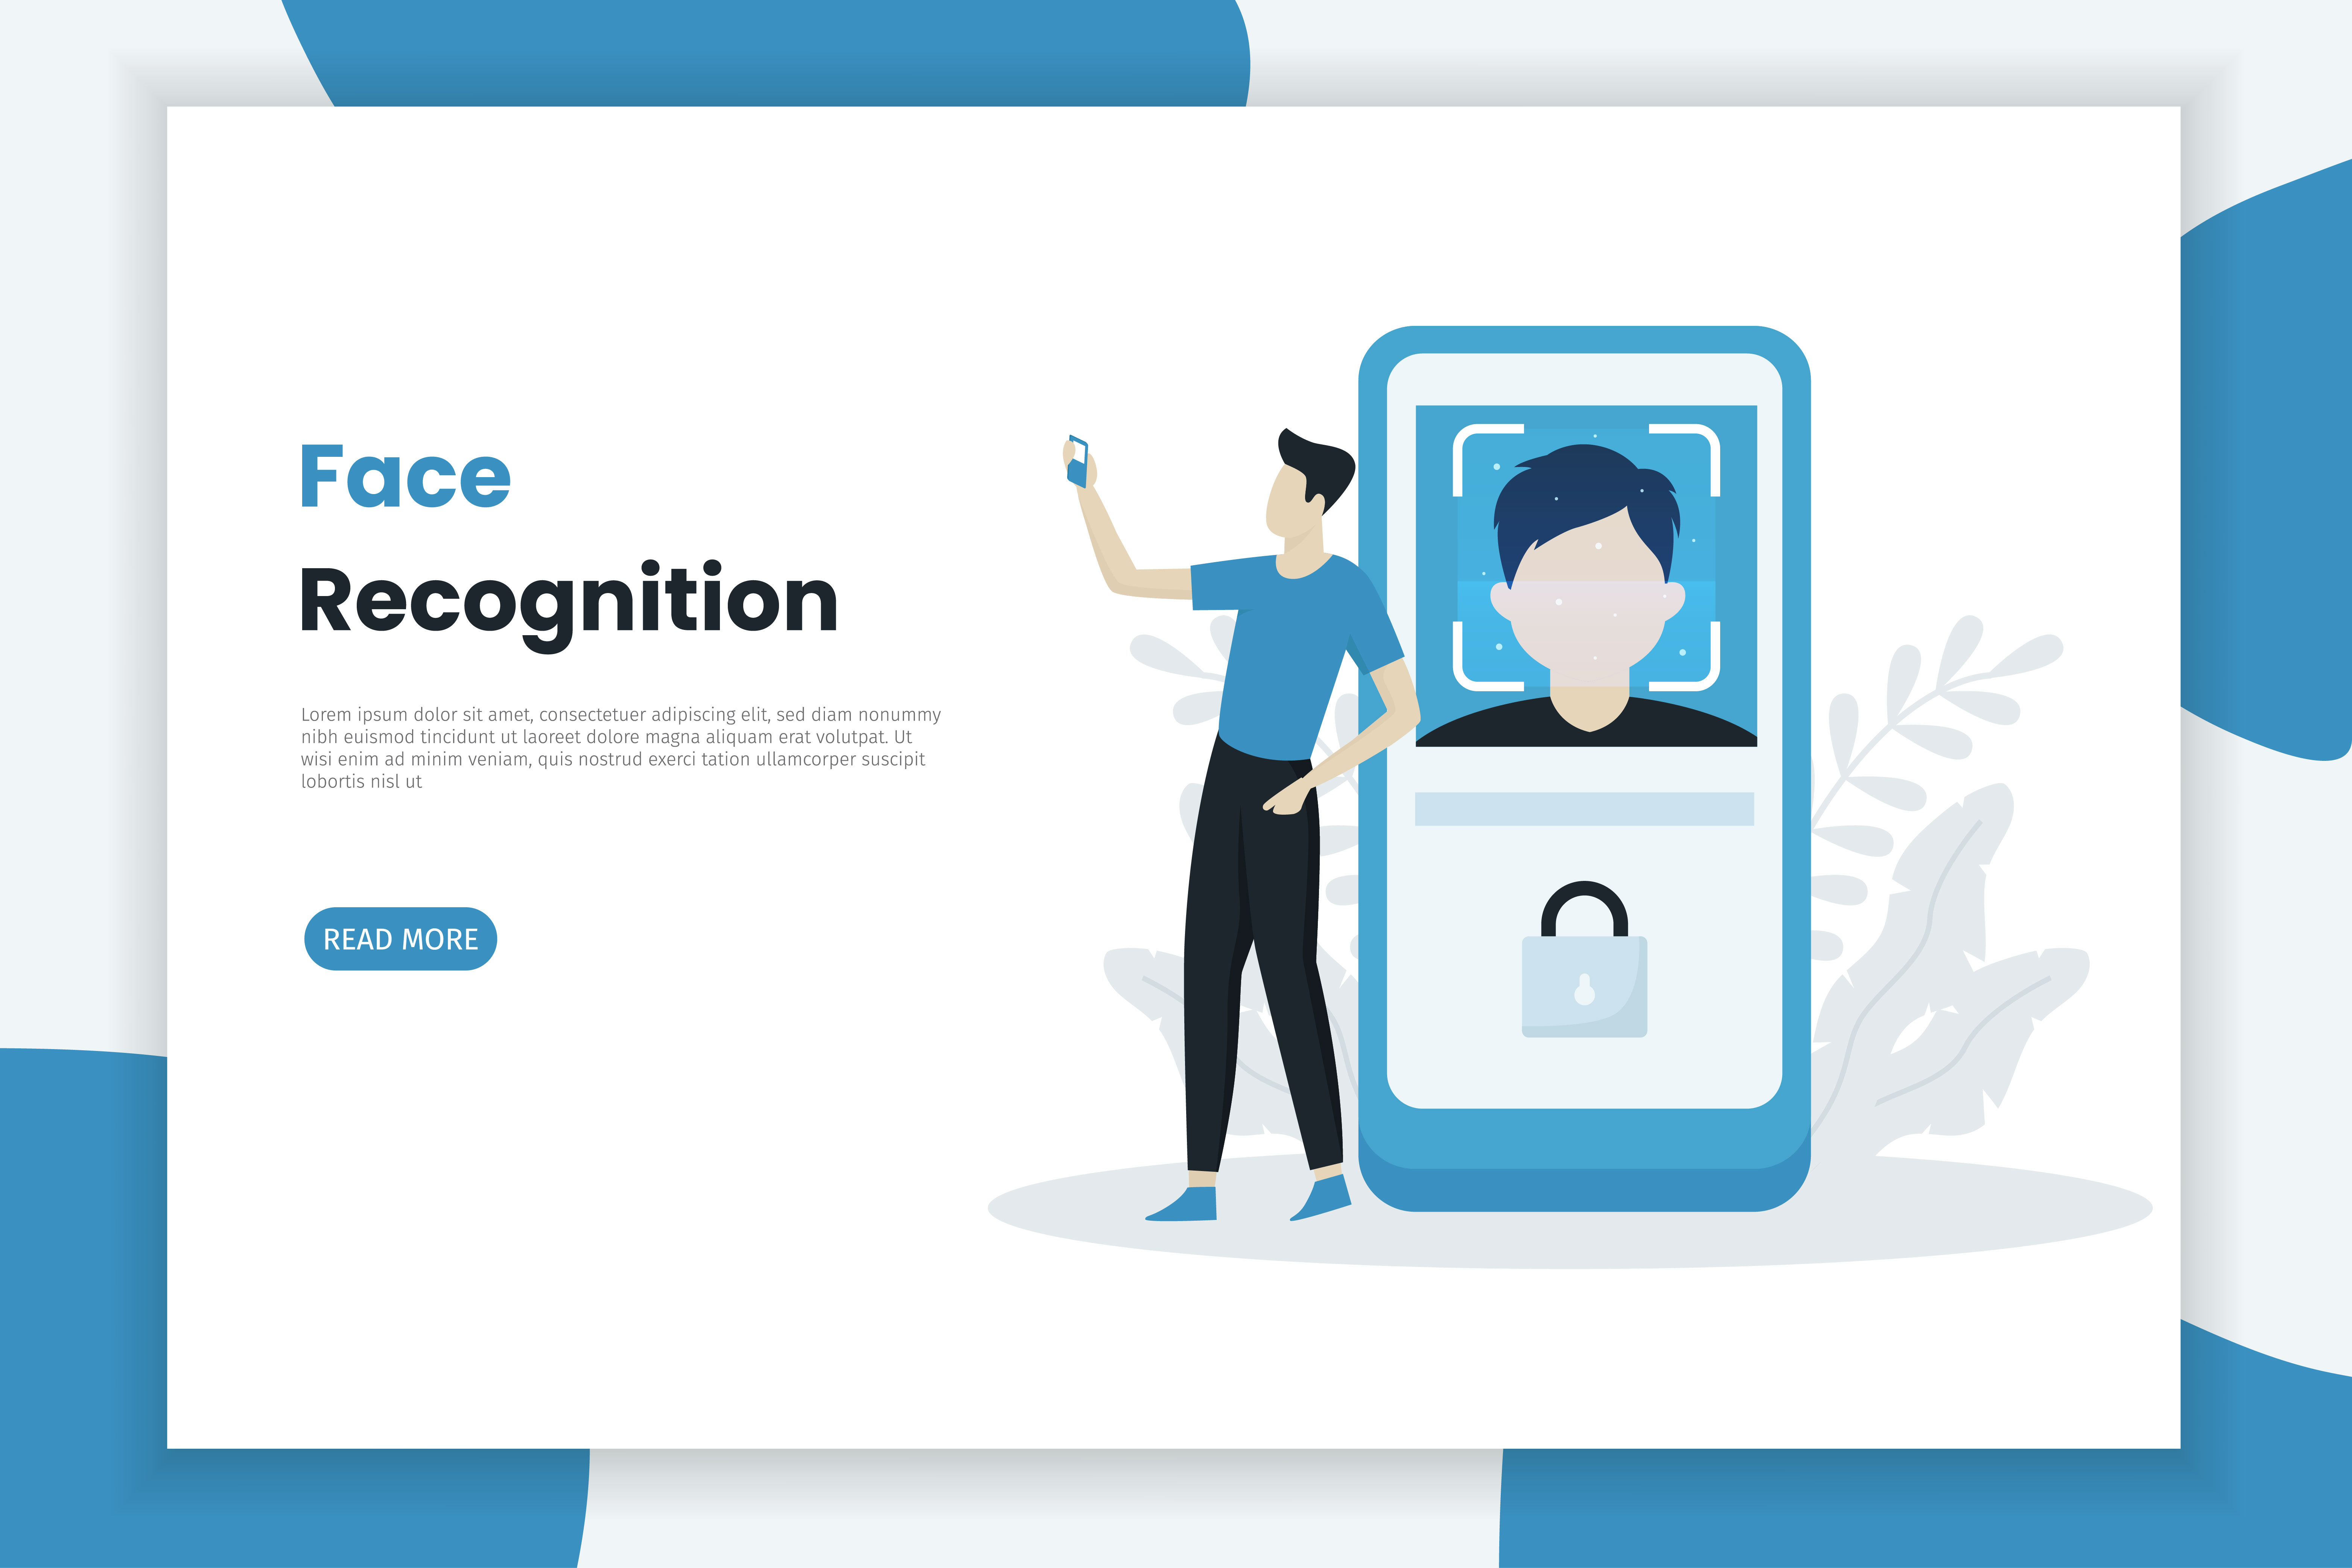 Face
Recognition
Lorem ipsum dolor sit amet, consectetuer adipiscing elit, sed diam nonummy
nibh euismod tincidunt ut laoreet dolore magna aliquam erat volutpat. Ut
wisi enim ad minim veniam, quis nostrud exerci tation ullamcorper suscipit
lobortis nisl ut
READ MORE